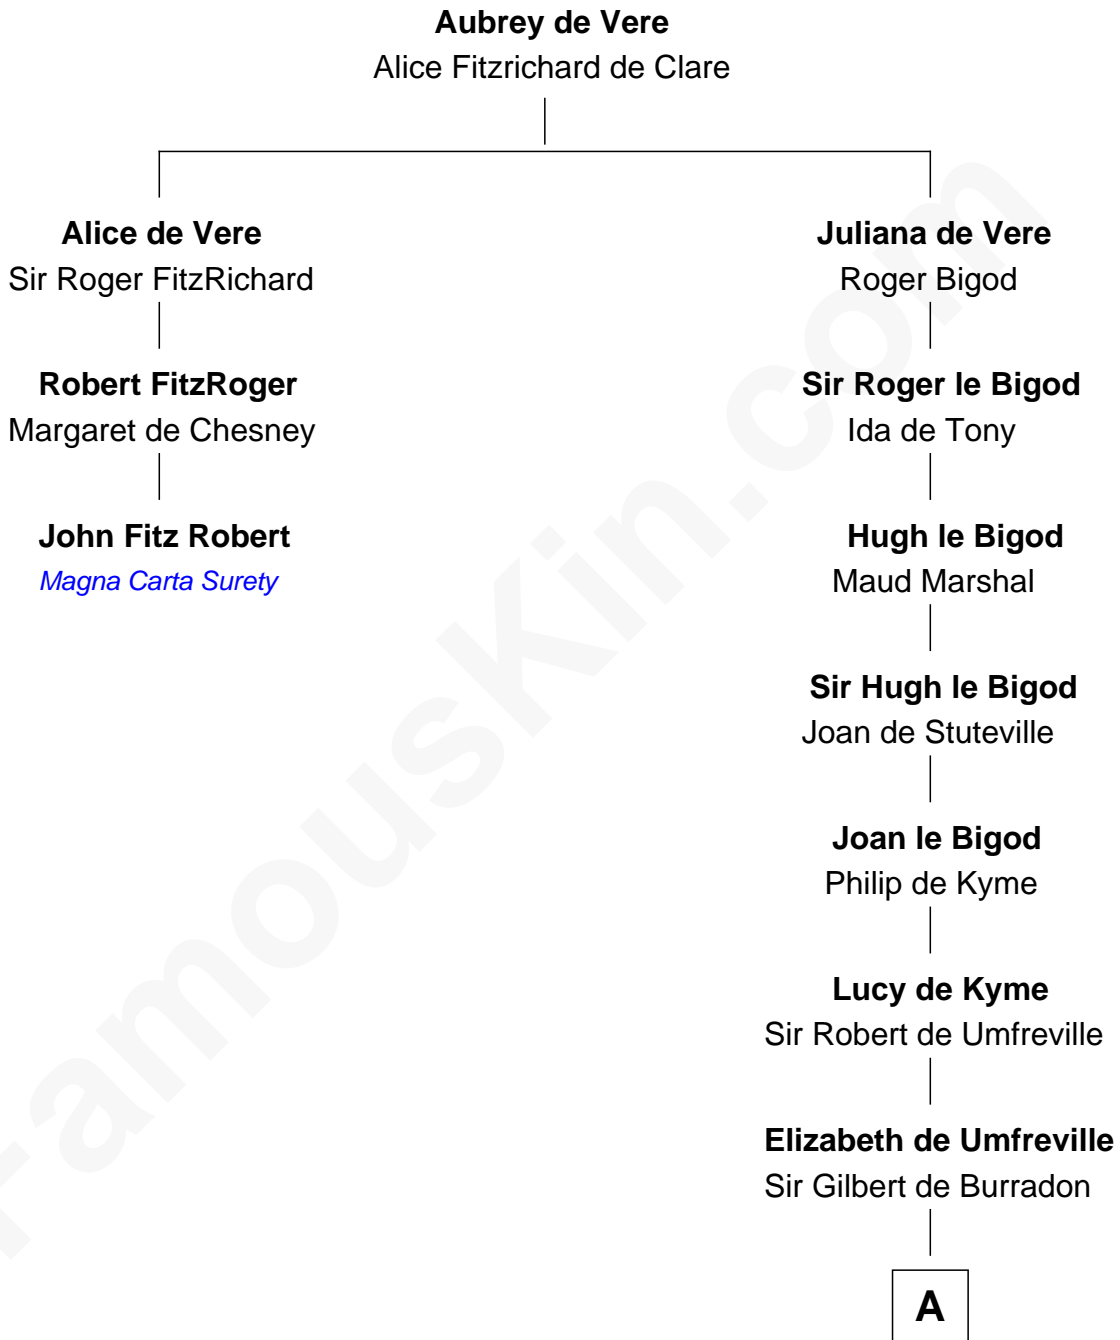 Aubrey de Vere
Alice Fitzrichard de Clare
Alice de Vere
Sir Roger FitzRichard
Juliana de Vere
Roger Bigod
Robert FitzRoger
Margaret de Chesney
Sir Roger le Bigod
Ida de Tony
John Fitz Robert
Magna Carta Surety
Hugh le Bigod
Maud Marshal
Sir Hugh le Bigod
Joan de Stuteville
Joan le Bigod
Philip de Kyme
Lucy de Kyme
Sir Robert de Umfreville
Elizabeth de Umfreville
Sir Gilbert de Burradon
A
FamousKin.com